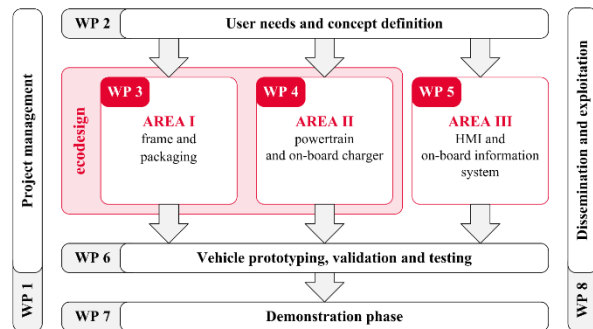 WP 2
User needs and concept definition
Project management
WP 1
ecodesign
WP 3
AREA I
frame and
packaging
WP 4
AREA II
powertrain
and on-board charger
WP 5
AREA III
HMI and
on-board information
system
WP 6
Vehicle prototyping, validation and testing
WP 7
Demonstration phase
Dissemination and exploitation
WP 8